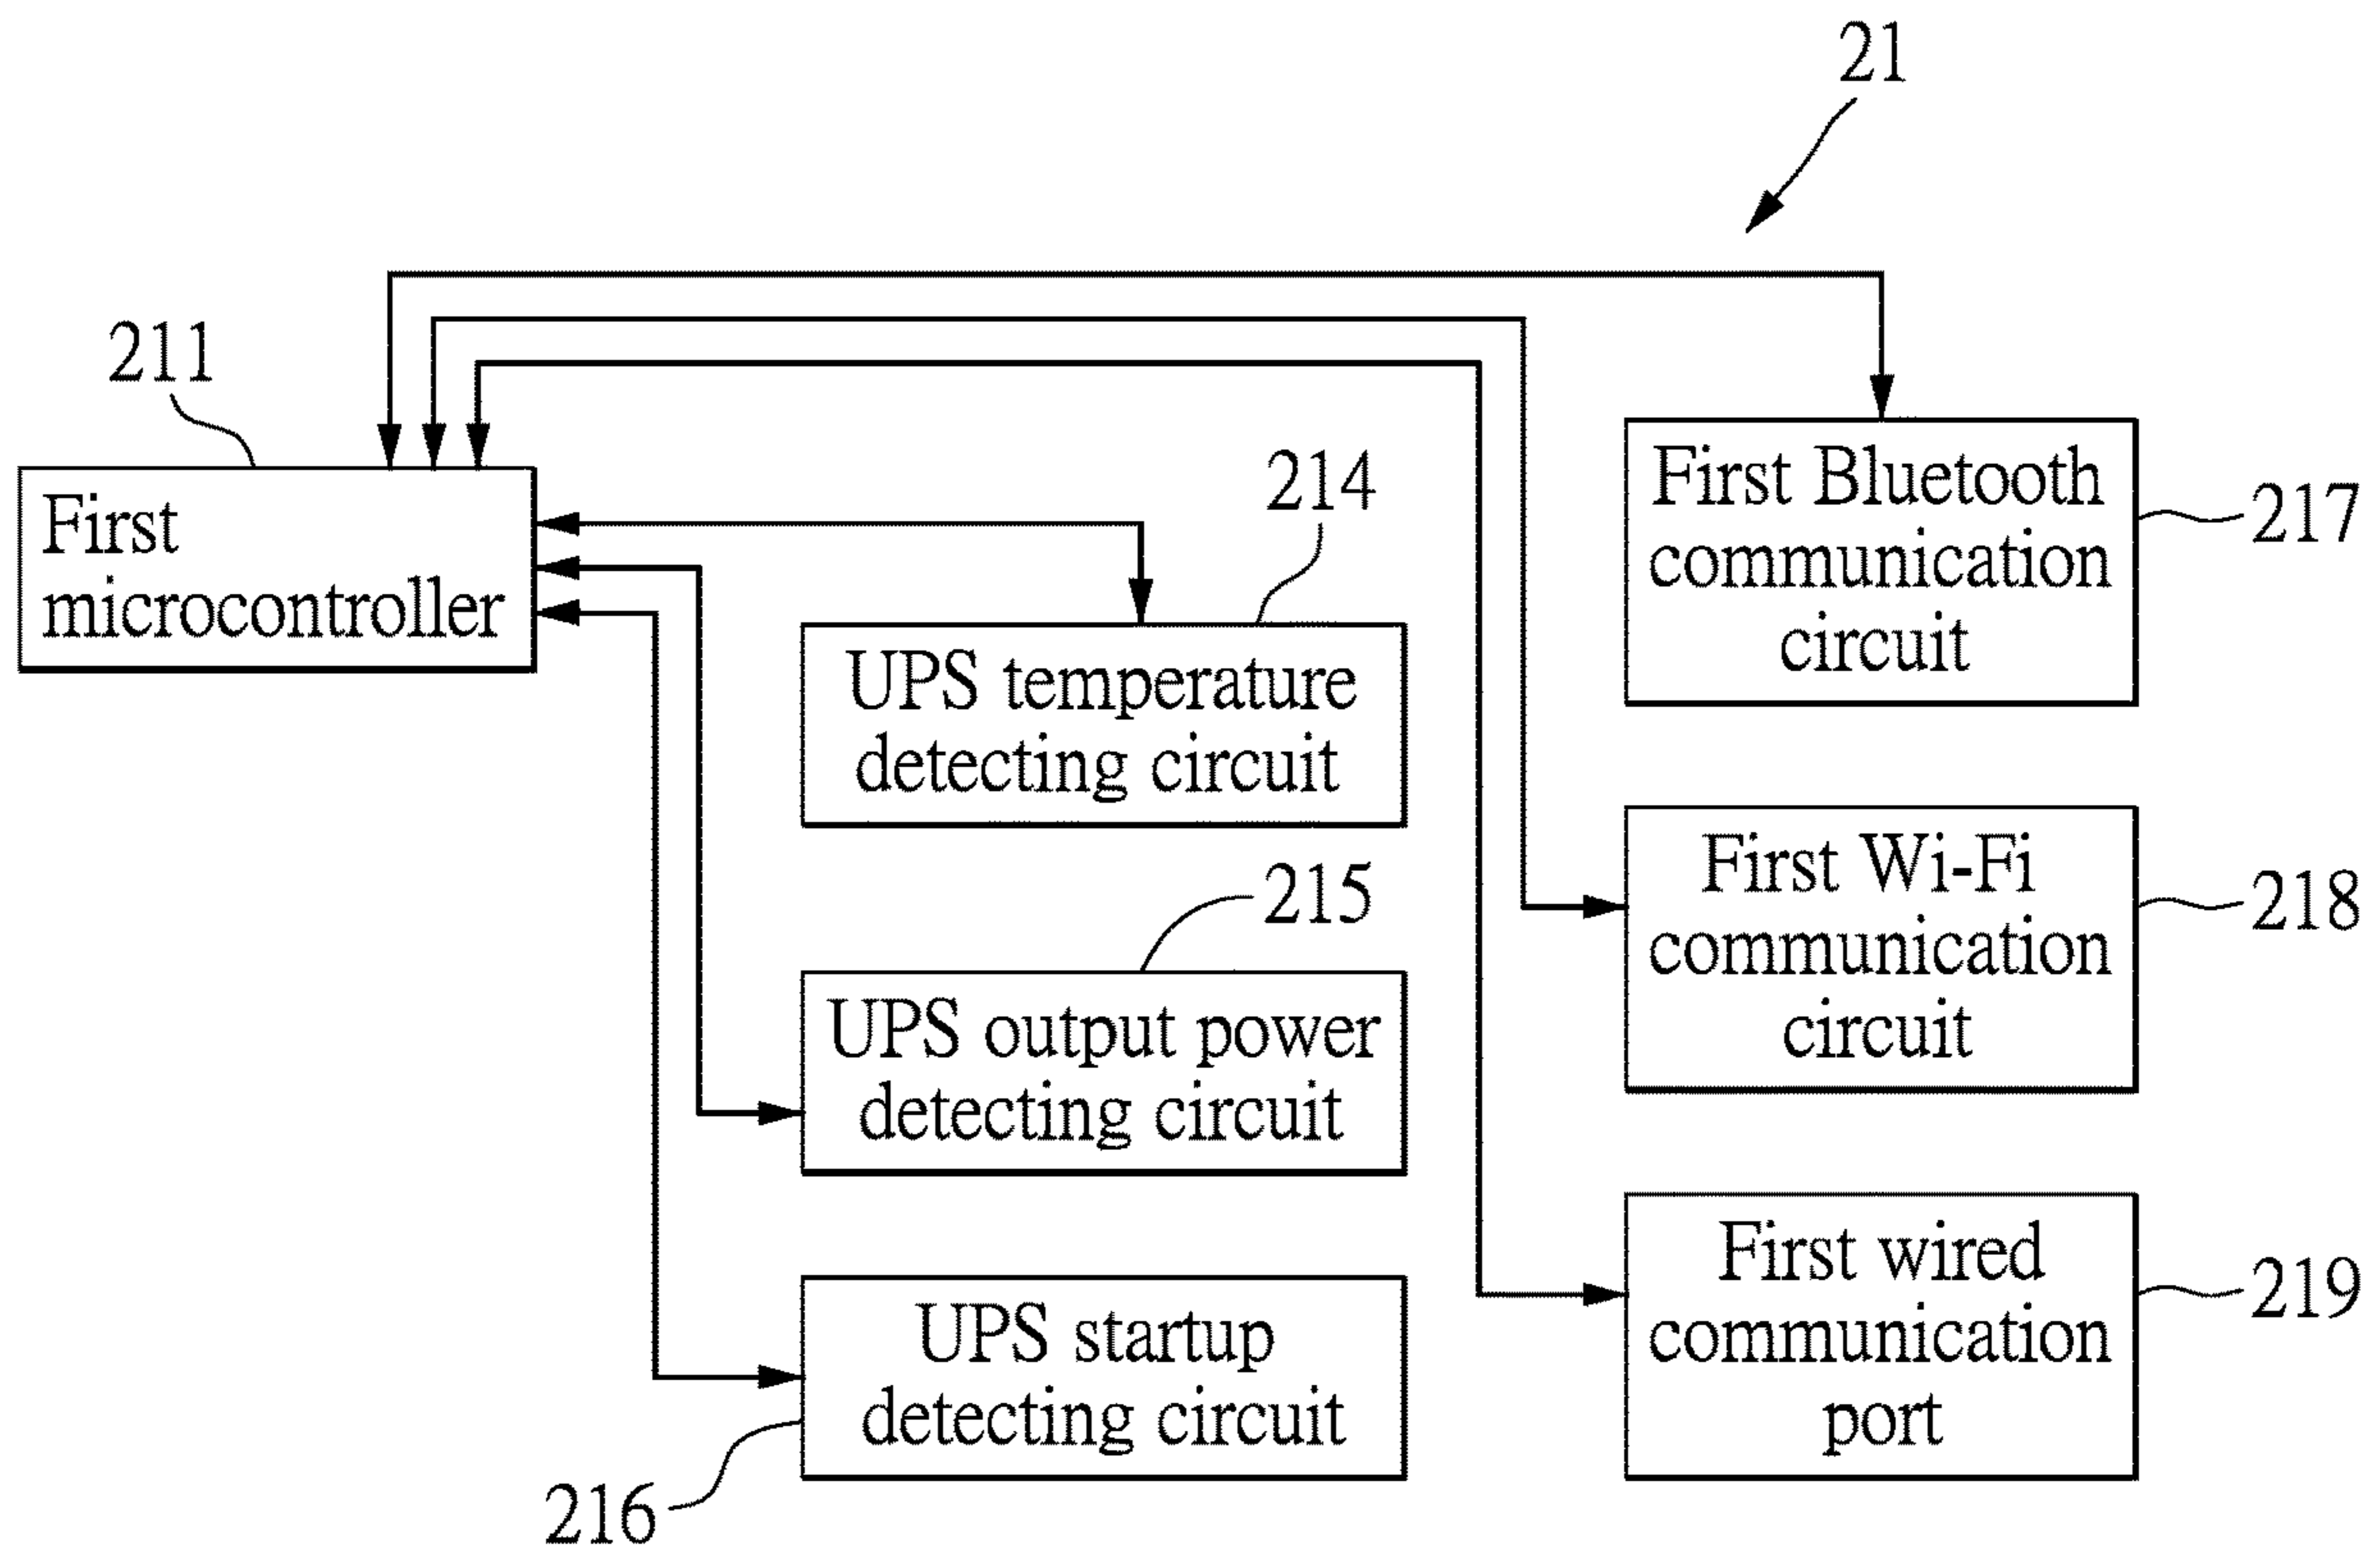 21
211
First
microcontroller
214
UPS temperature
detecting circuit
215
UPS output power
detecting circuit
UPS startup
detecting circuit
216
First Bluetooth
communication
circuit
217
First Wi-Fi
communication
circuit
218
First wired
communication
port
219